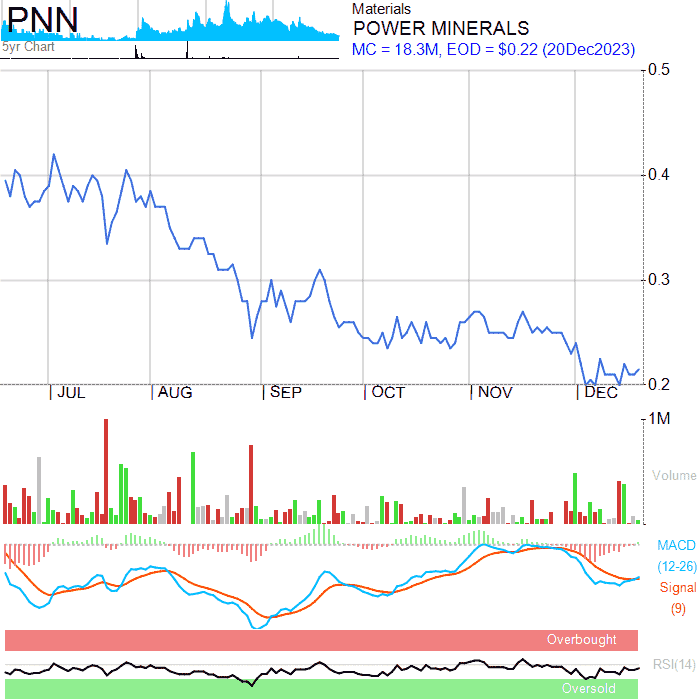 PNN
5yr Chart
Materials
POWER MINERALS
MC = 18.3M, EOD = $0.22 (20Dec2023)
0.5
0.4
0.3
0.2
JUL AUG SEP OCT NOV DEC
1M
Volume
MACD
(12-26)
Signal
(9)
Overbought
RSI(14)
Oversold